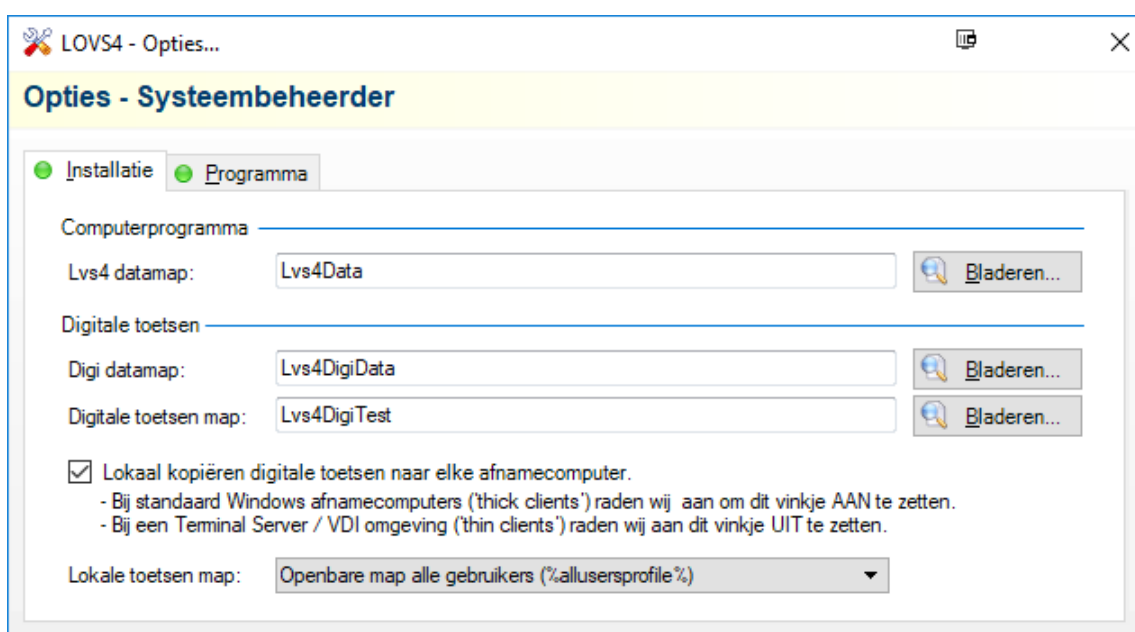 LOVS4 - Opties...
Opties - Systeembeheerder
Installatie Programma
Computerprogramma
Lvs4 datamap: Lvs4Data Bladeren...
Digitale toetsen
Digi datamap: Lvs4DigiData Bladeren...
Digitale toetsen map: Lvs4DigiTest Bladeren...
Lokaal kopiëren digitale toetsen naar elke afnamecomputer.
- Bij standaard Windows afnamecomputers ('thick clients') raden wij aan om dit vinkje AAN te zetten.
- Bij een Terminal Server / VDI omgeving ('thin clients') raden wij aan dit vinkje UIT te zetten.
Lokale toetsen map: Openbare map alle gebruikers (%allusersprofile%)